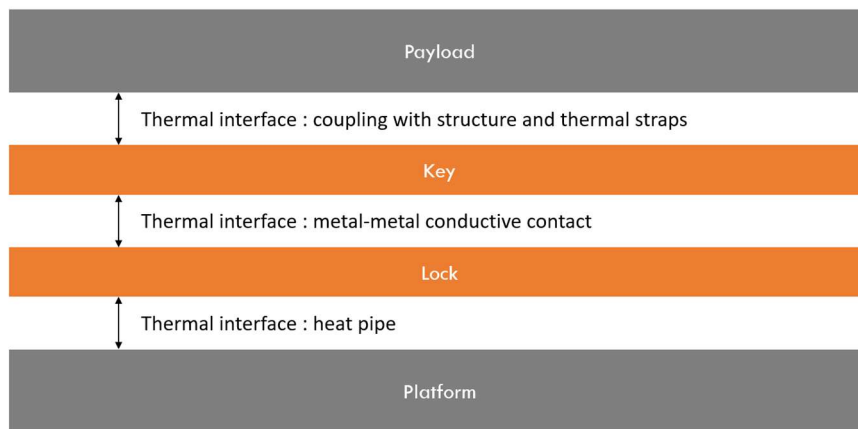 Payload
Thermal interface : coupling with structure and thermal straps
Key
Thermal interface : metal-metal conductive contact
Lock
Thermal interface : heat pipe
Platform